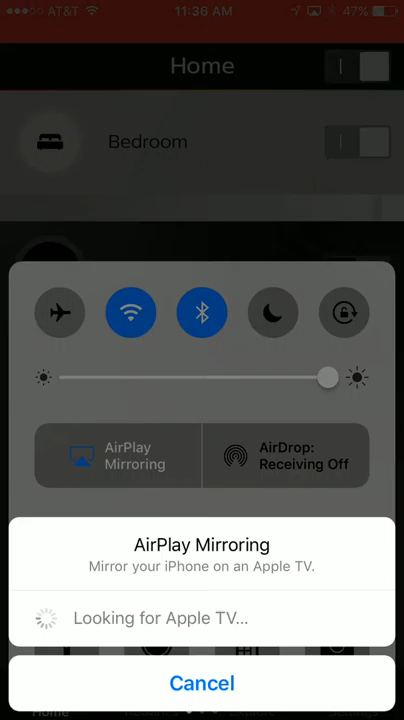 AT&T 11:36 AM 47%
Home
Bedroom
AirPlay
Mirroring
AirDrop:
Receiving Off
AirPlay Mirroring
Mirror your iPhone on an Apple TV.
Looking for Apple TV...
Cancel
Home